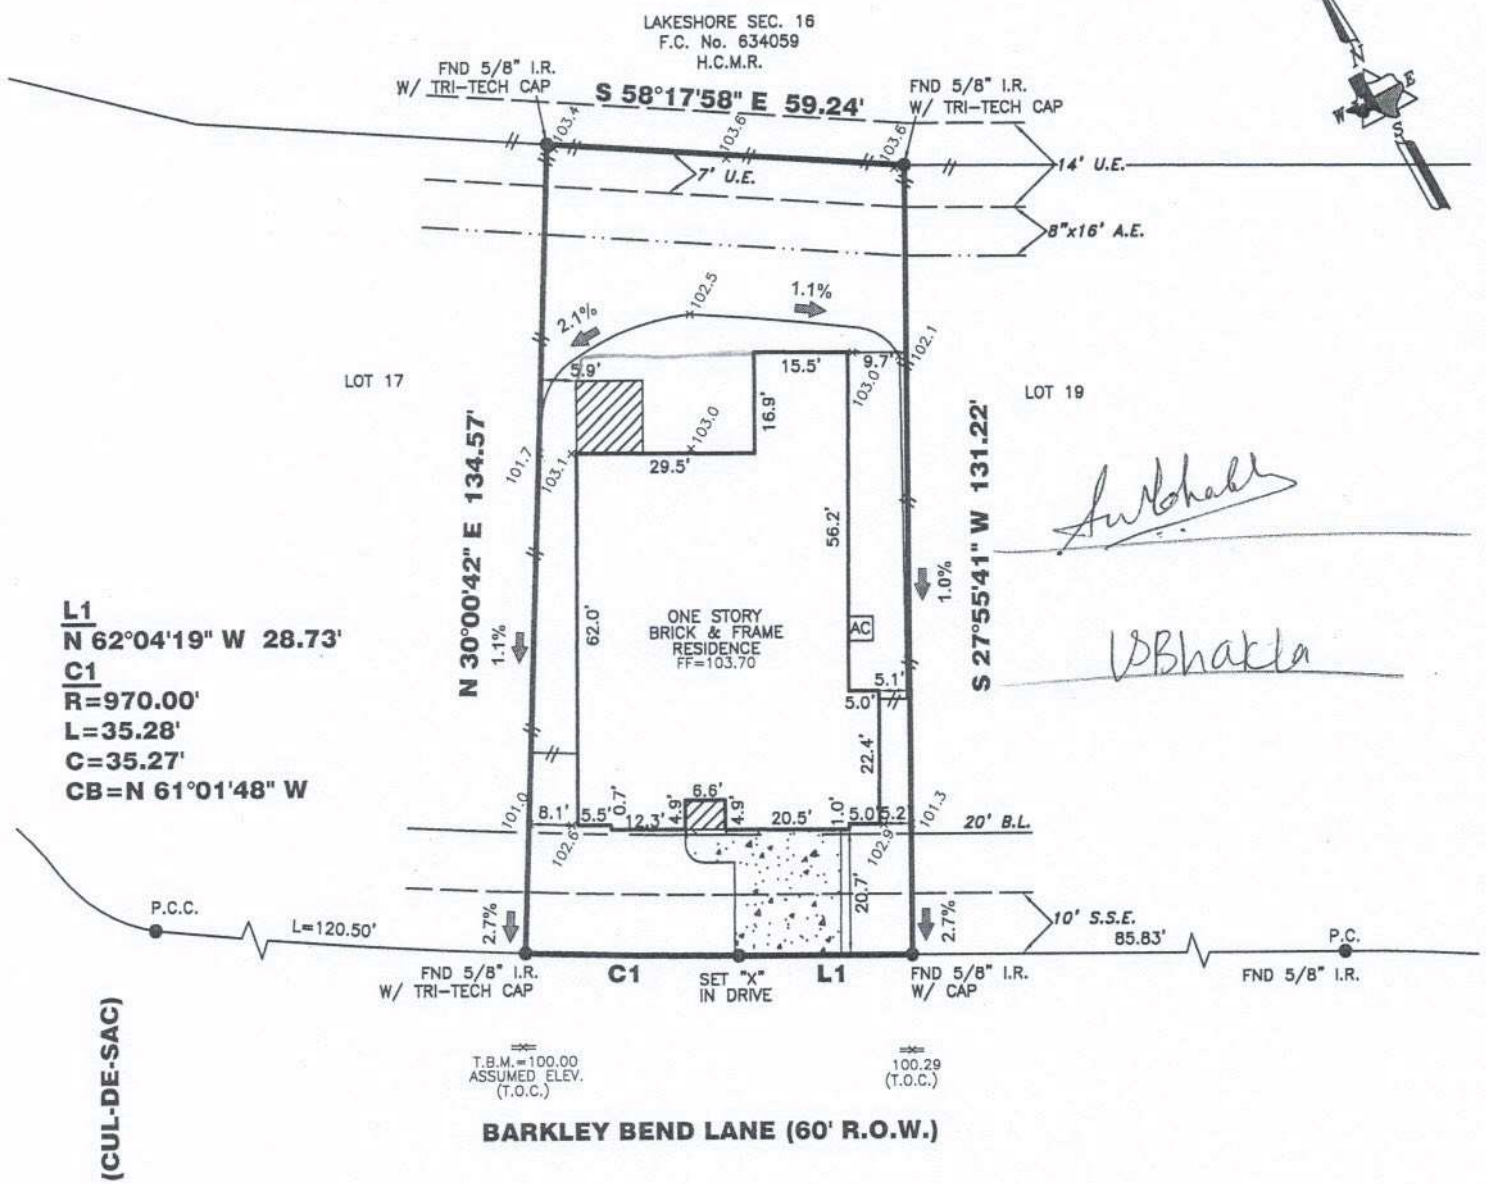 LAKESHORE SEC. 16
F.C. No. 634059
H.C.M.R.
FND 5/8" I.R.
W/ TRI-TECH CAP
S 58°17'58" E 59.24'
FND 5/8" I.R.
W/ TRI-TECH CAP
N
E
W
S
103.4
103.6
103.6
7' U.E.
14' U.E.
8"x16' A.E.
102.5
1.1%
2.1%
102.1
LOT 17
5.9'
15.5'
9.7'
103.0
LOT 19
16.9'
103.0
N 30°00'42" E 134.57'
101.7
103.1
29.5'
S 27°55'41" W 131.22'
56.2'
1.0%
L1
N 62°04'19" W 28.73'
C1
R=970.00'
L=35.28'
C=35.27'
CB=N 61°01'48" W
1.1%
62.0'
ONE STORY
BRICK & FRAME
RESIDENCE
FF=103.70
AC
VSBhakta
5.1'
5.0'
22.4'
101.0
8.1'
5.5'
0.7'
12.3'
4.9'
6.6'
4.9'
20.5'
1.0'
5.0'
5.2'
101.3
20' B.L.
102.6
102.9
20.7'
P.C.C.
L=120.50'
2.7%
2.7%
10' S.S.E.
85.83'
P.C.
FND 5/8" I.R.
W/ TRI-TECH CAP
C1
SET "X"
IN DRIVE
L1
FND 5/8" I.R.
W/ CAP
FND 5/8" I.R.
(CUL-DE-SAC)
T.B.M.=100.00
ASSUMED ELEV.
(T.O.C.)
100.29
(T.O.C.)
BARKLEY BEND LANE (60' R.O.W.)